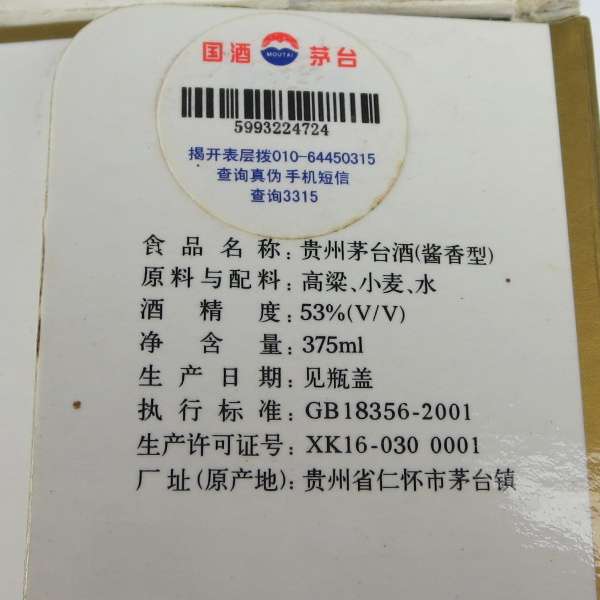 国酒 MOUTAI 茅台
5993224724
揭开表层拨010-64450315
查询真伪手机短信
查询3315
食品名称:贵州茅台酒(酱香型)
原料与配料:高粱、小麦、水
酒精度:53%(V/V)
净含量:375ml
生产日期:见瓶盖
执行标准:GB18356-2001
生产许可证号:XK16-030 0001
厂址(原产地):贵州省仁怀市茅台镇